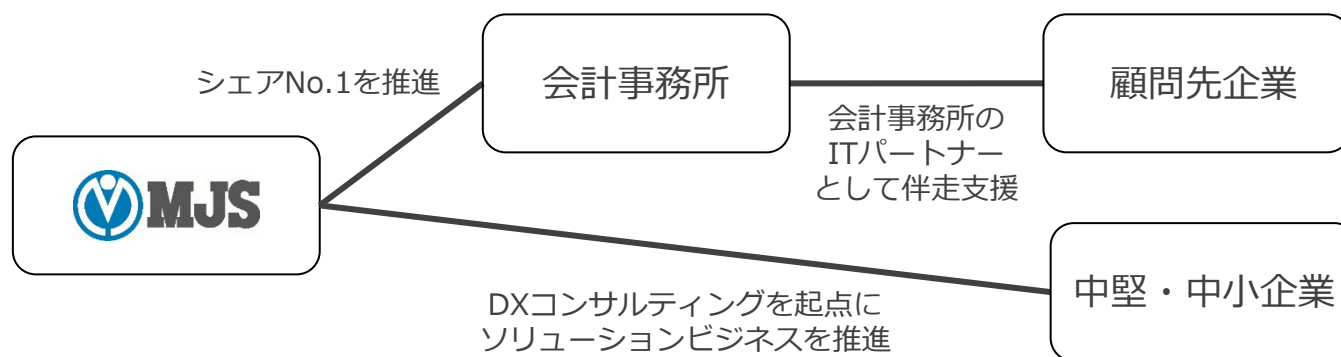 シェアNo.1を推進
会計事務所
顧問先企業
会計事務所の
ITパートナー
として伴走支援
MJS
中堅・中小企業
DXコンサルティングを起点に
ソリューションビジネスを推進